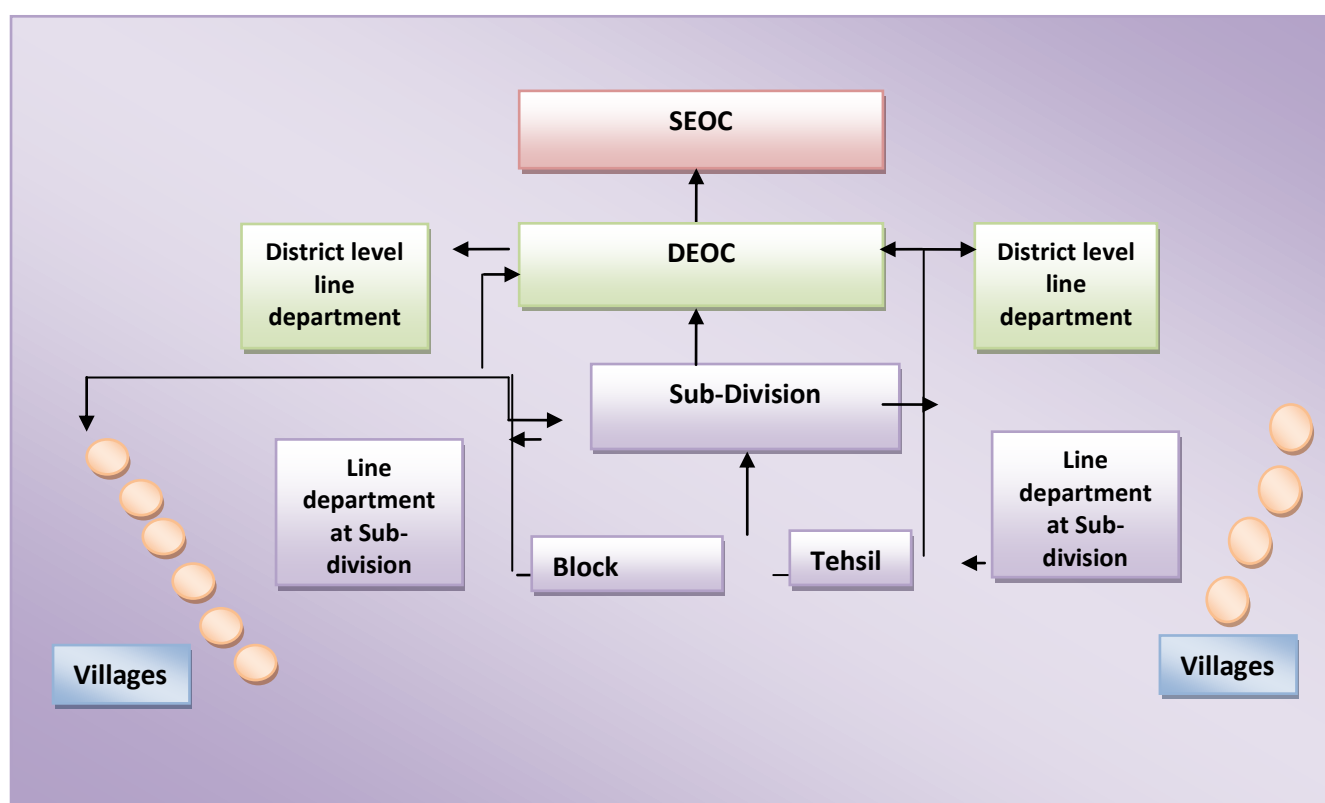 SEOC
District level
line
department
DEOC
District level
line
department
Sub-Division
Line
department
at Sub-
division
Line
department
at Sub-
division
Block
Tehsil
Villages
Villages